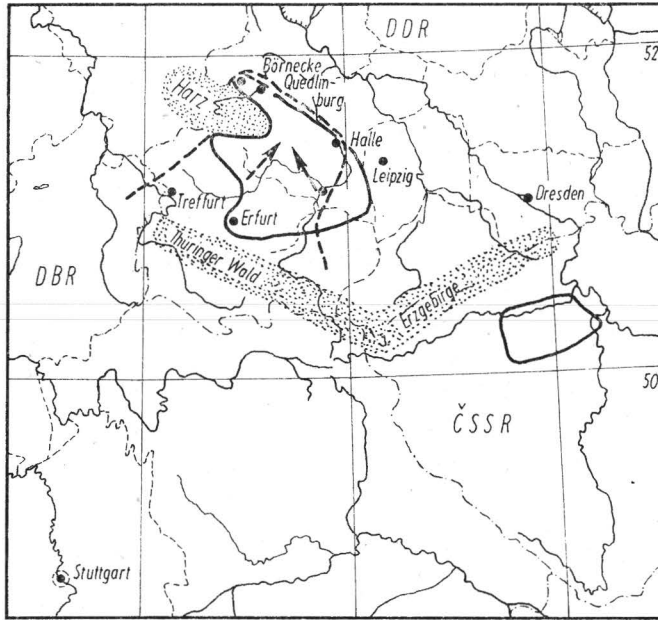 DDR
52
Börnecke
Quedlin-
burg
Harz
Halle
Leipzig
Treffurt
Erfurt
Dresden
Thüringer Wald
DBR
Erzgebirge
50
ČSSR
Stuttgart